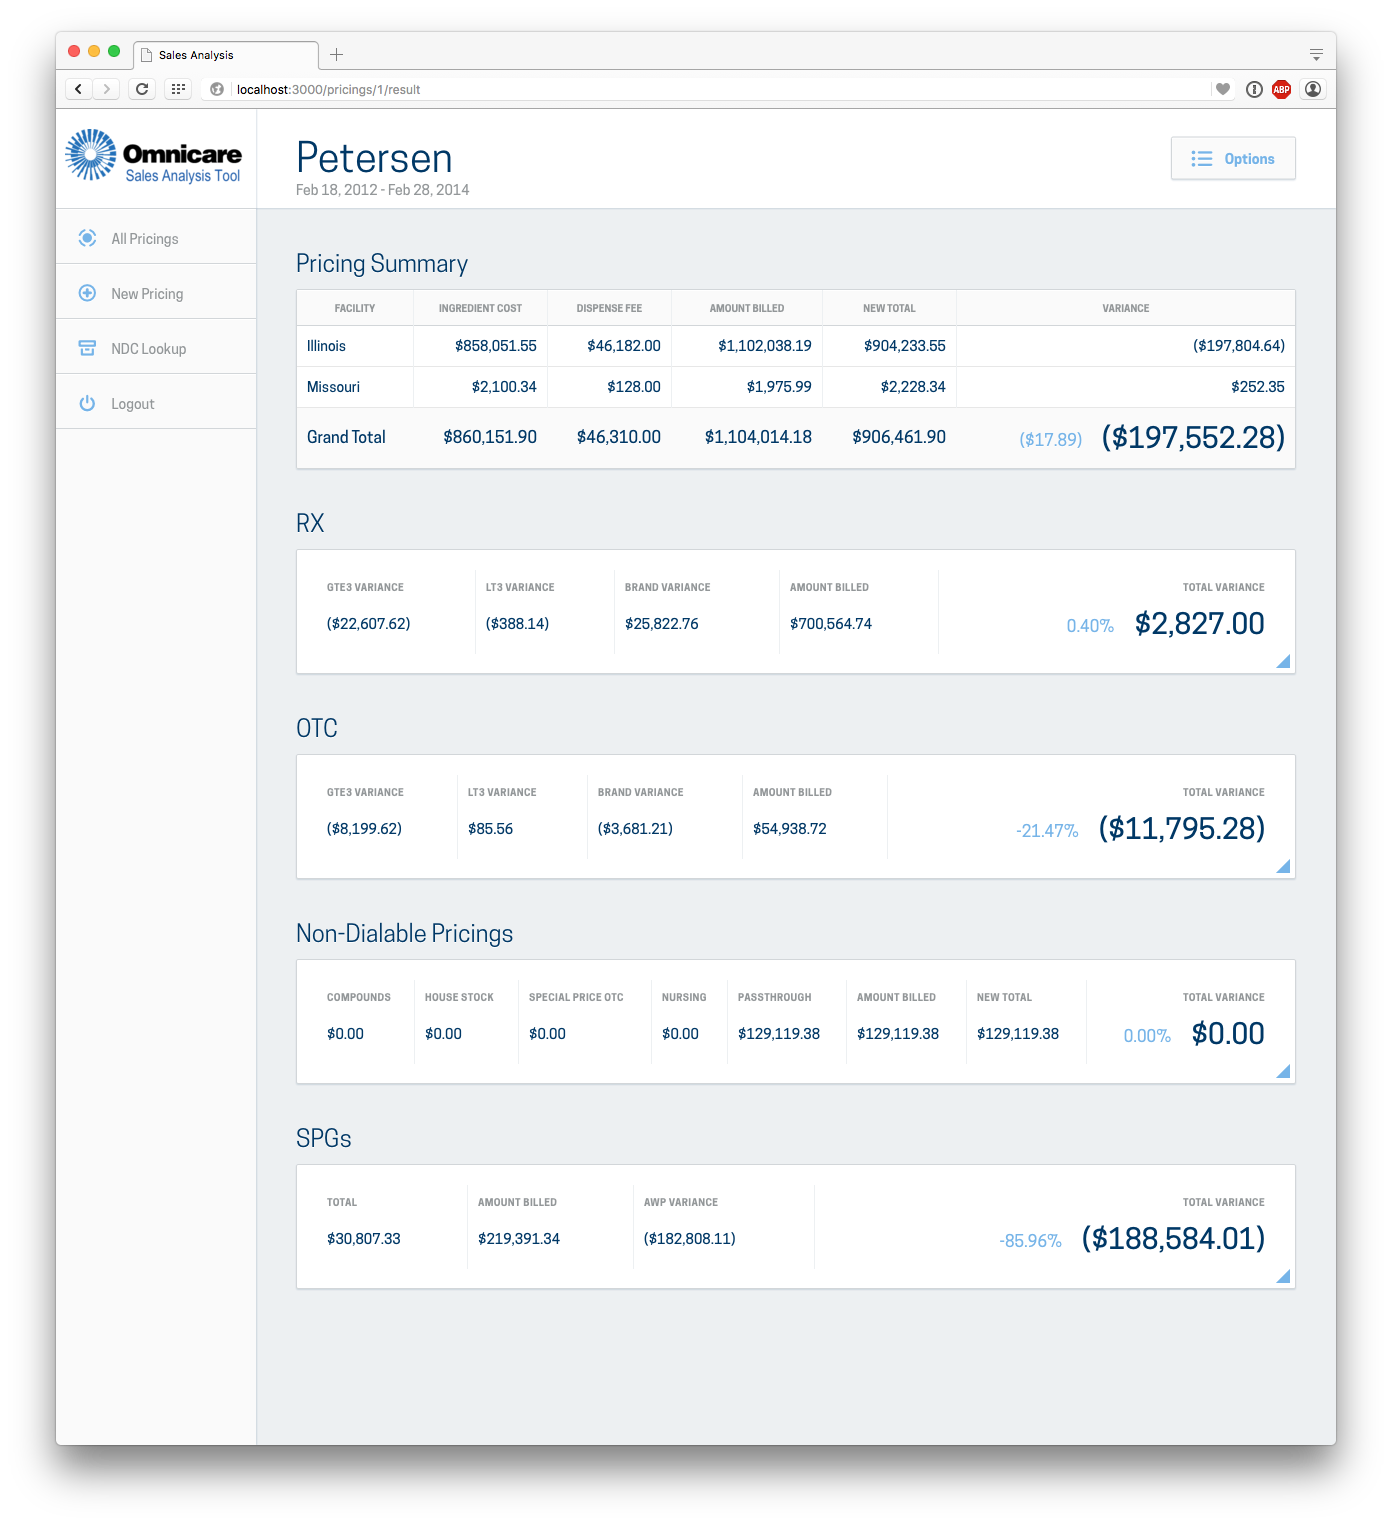 Sales Analysis
localhost:3000/pricings/1/result
ABP
Omnicare
Sales Analysis Tool
Petersen
Feb 18, 2012 - Feb 28, 2014
Options
All Pricings
New Pricing
NDC Lookup
Logout
Pricing Summary
FACILITY INGREDIENT COST DISPENSE FEE AMOUNT BILLED NEW TOTAL VARIANCE
Illinois $858,051.55 $46,182.00 $1,102,038.19 $904,233.55 ($197,804.64)
Missouri $2,100.34 $128.00 $1,975.99 $2,228.34 $252.35
Grand Total $860,151.90 $46,310.00 $1,104,014.18 $906,461.90 ($17.89) ($197,552.28)
RX
GTE3 VARIANCE LT3 VARIANCE BRAND VARIANCE AMOUNT BILLED TOTAL VARIANCE
($22,607.62) ($388.14) $25,822.76 $700,564.74 0.40% $2,827.00
OTC
GTE3 VARIANCE LT3 VARIANCE BRAND VARIANCE AMOUNT BILLED TOTAL VARIANCE
($8,199.62) $85.56 ($3,681.21) $54,938.72 -21.47% ($11,795.28)
Non-Dialable Pricings
COMPOUNDS HOUSE STOCK SPECIAL PRICE OTC NURSING PASSTHROUGH AMOUNT BILLED NEW TOTAL TOTAL VARIANCE
$0.00 $0.00 $0.00 $0.00 $129,119.38 $129,119.38 $129,119.38 0.00% $0.00
SPGs
TOTAL AMOUNT BILLED AWP VARIANCE TOTAL VARIANCE
$30,807.33 $219,391.34 ($182,808.11) -85.96% ($188,584.01)